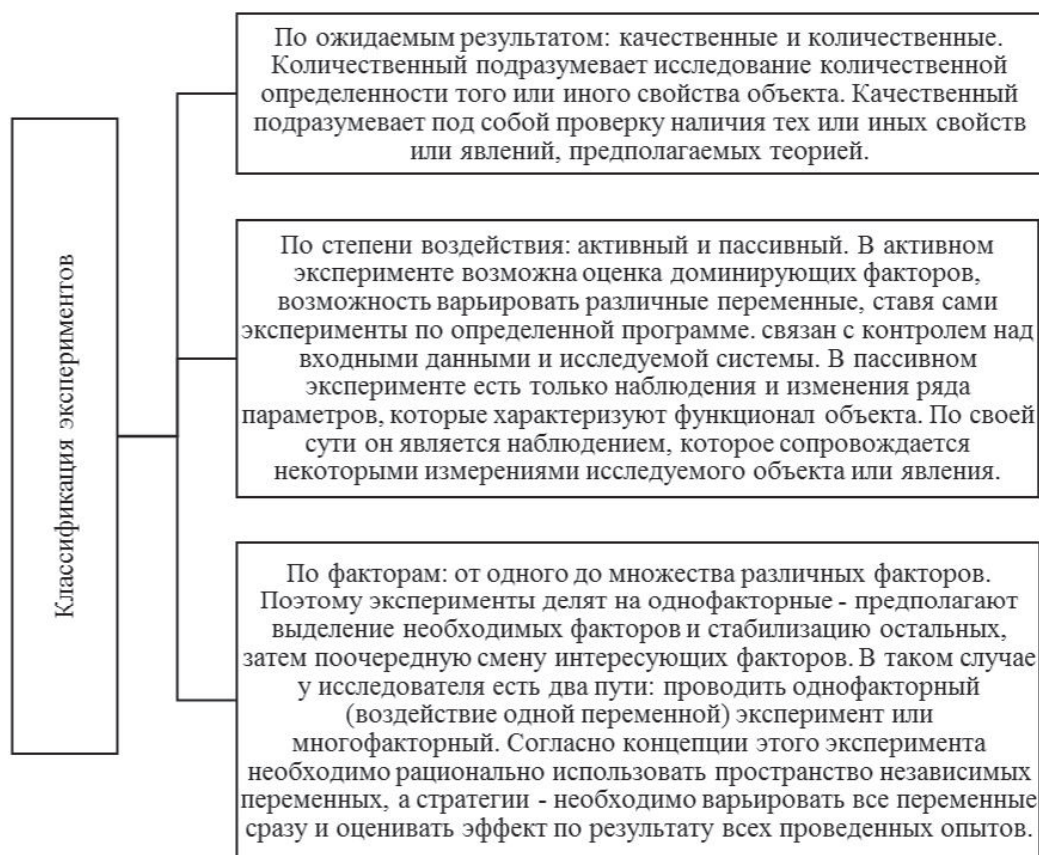 Классификация экспериментов
По ожидаемым результатом: качественные и количественные.
Количественный подразумевает исследование количественной
определенности того или иного свойства объекта. Качественный
подразумевает под собой проверку наличия тех или иных свойств
или явлений, предполагаемых теорией.
По степени воздействия: активный и пассивный. В активном
эксперименте возможна оценка доминирующих факторов,
возможность варьировать различные переменные, ставя сами
эксперименты по определенной программе. связан с контролем над
входными данными и исследуемой системы. В пассивном
эксперименте есть только наблюдения и изменения ряда
параметров, которые характеризуют функционал объекта. По своей
сути он является наблюдением, которое сопровождается
некоторыми измерениями исследуемого объекта или явления.
По факторам: от одного до множества различных факторов.
Поэтому эксперименты делят на однофакторные - предполагают
выделение необходимых факторов и стабилизацию остальных,
затем поочередную смену интересующих факторов. В таком случае
у исследователя есть два пути: проводить однофакторный
(воздействие одной переменной) эксперимент или
многофакторный. Согласно концепции этого эксперимента
необходимо рационально использовать пространство независимых
переменных, а стратегии - необходимо варьировать все переменные
сразу и оценивать эффект по результату всех проведенных опытов.